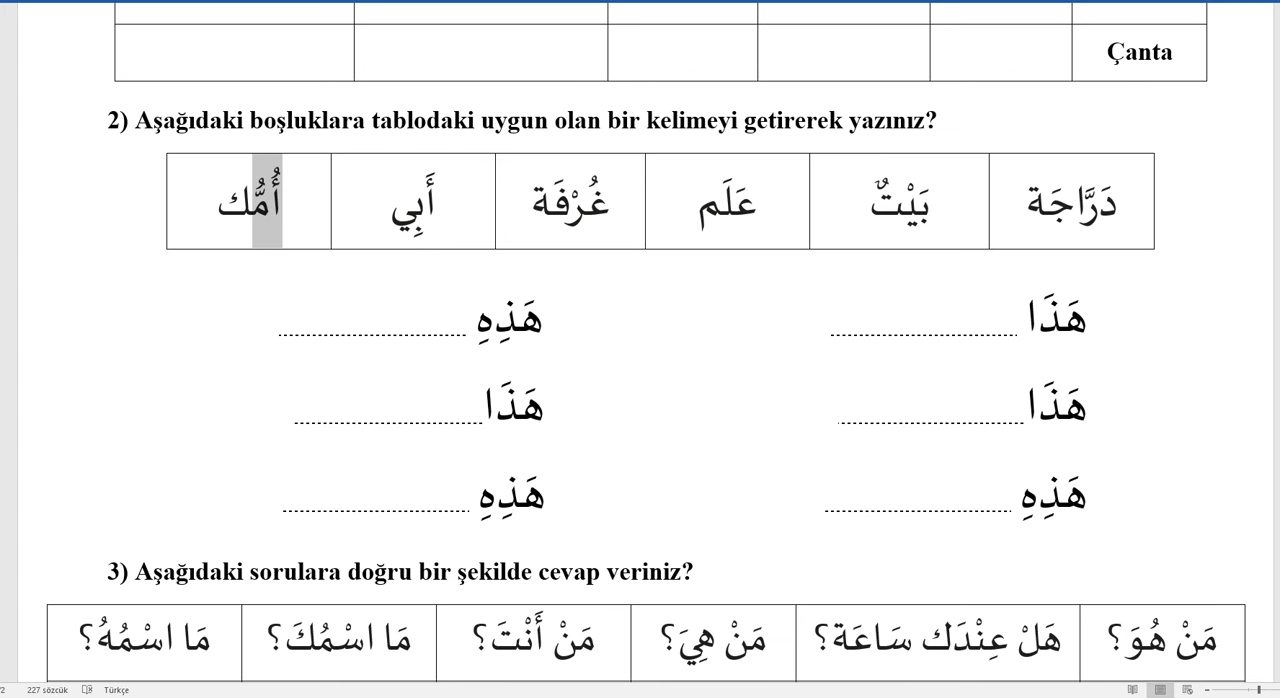 Çanta
2) Aşağıdaki boşluklara tablodaki uygun olan bir kelimeyi getirerek yazınız?
دَرَّاجَة بَيْتٌ عَلَم غُرْفَة أَبِي أُمُّك
هَذَا ........................ هَذِهِ ........................
هَذَا ........................ هَذَا ........................
هَذِهِ ........................ هَذِهِ ........................
3) Aşağıdaki sorulara doğru bir şekilde cevap veriniz?
مَنْ هُوَ؟ هَلْ عِنْدَك سَاعَة؟ مَنْ هِيَ؟ مَنْ أَنْتَ؟ مَا اسْمُكَ؟ مَا اسْمُهُ؟
/2 227 sözcük Türkçe